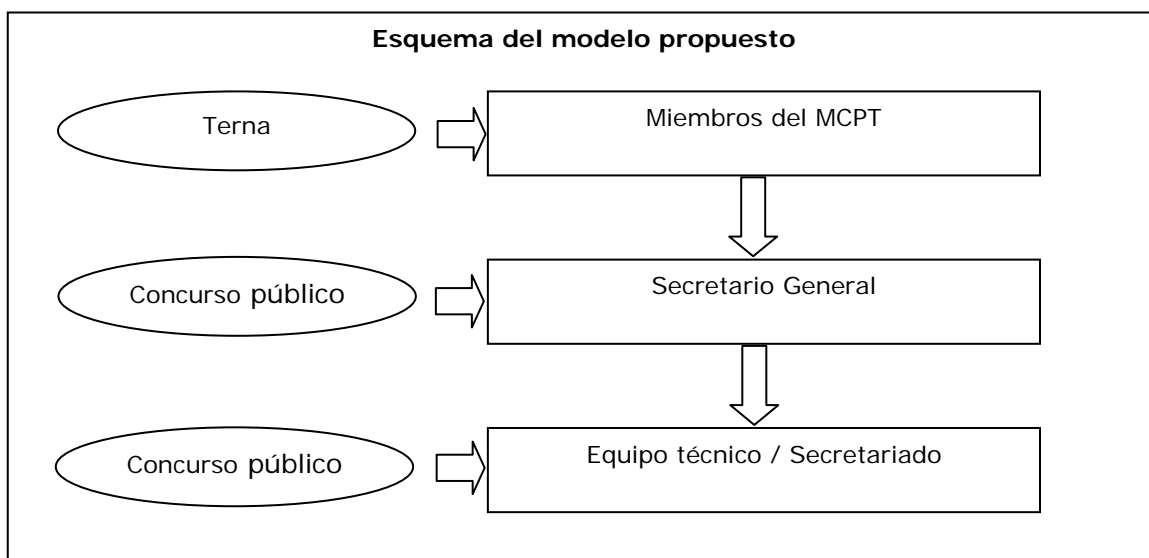 Esquema del modelo propuesto
Terna
Miembros del MCPT
Concurso público
Secretario General
Concurso público
Equipo técnico / Secretariado